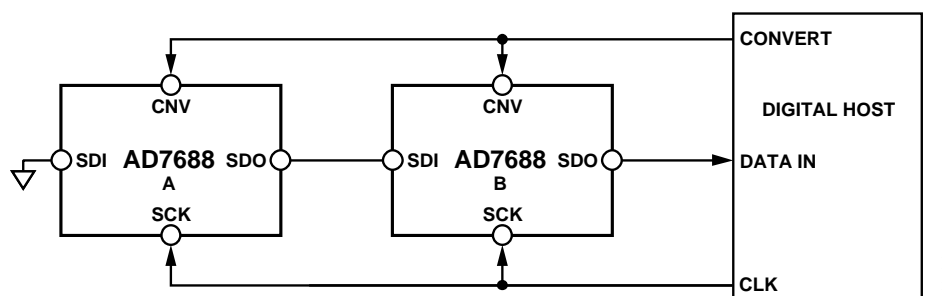 CONVERT
CNV
CNV
DIGITAL HOST
SDI AD7688 SDO
A
SDI AD7688 SDO
B
DATA IN
SCK
SCK
CLK